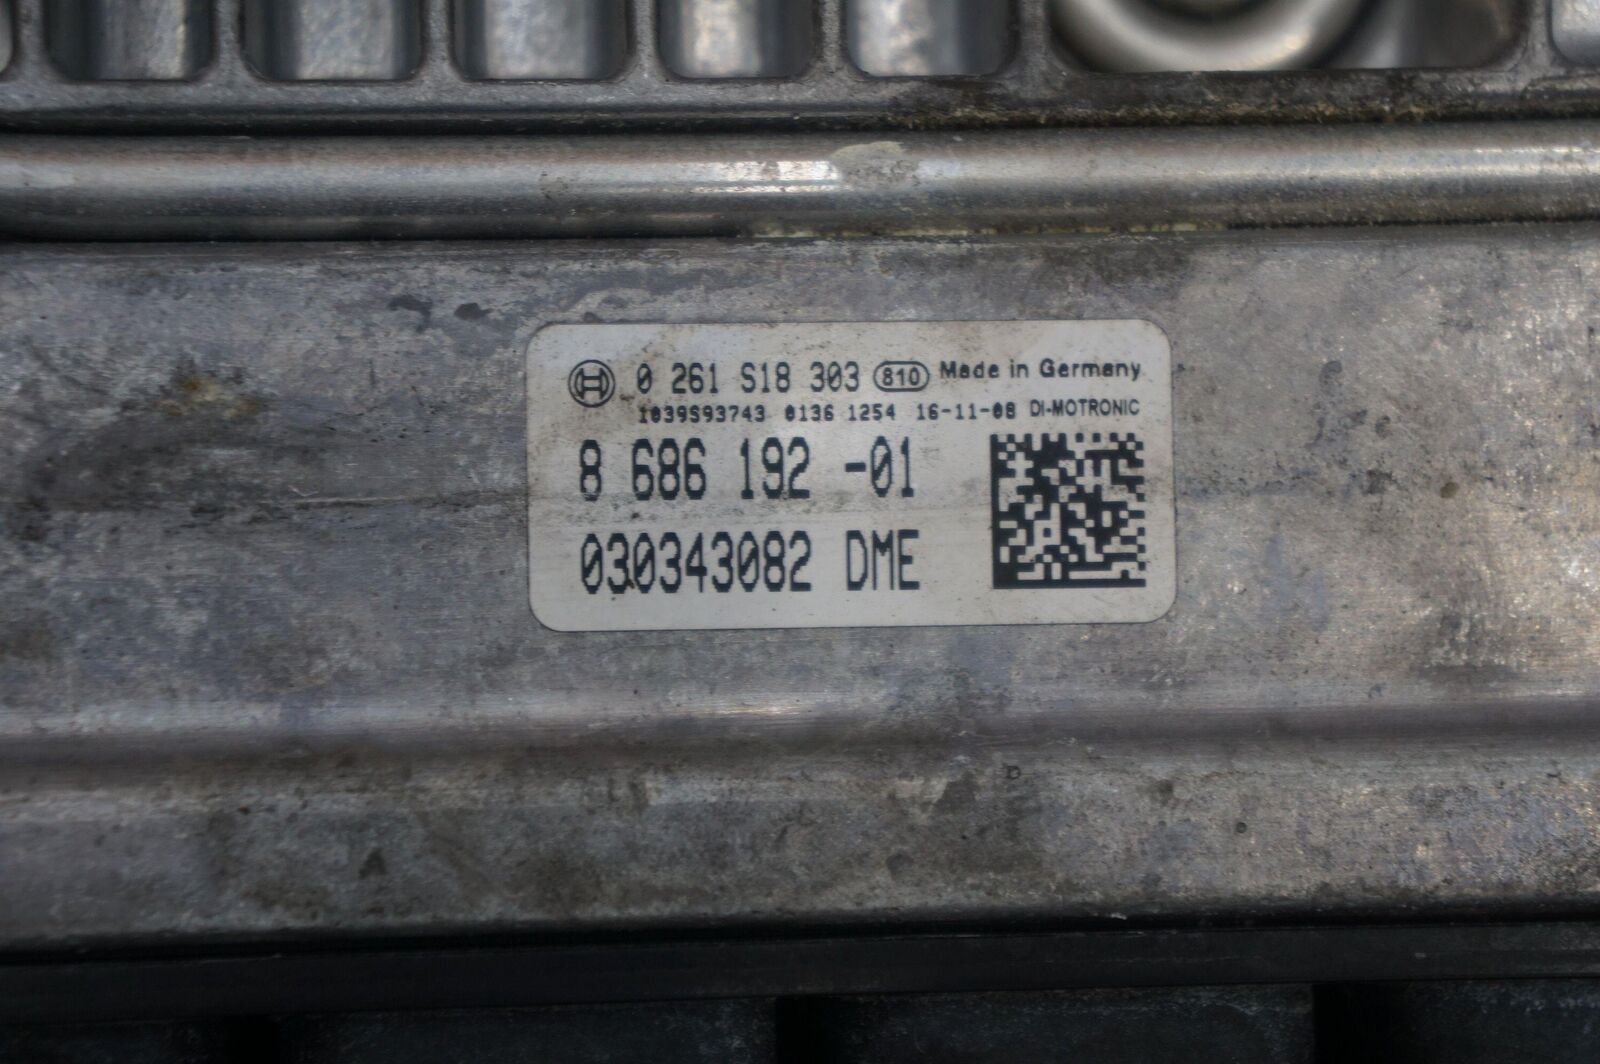 0 261 S18 303 810 Made in Germany
1039S93743 0136 1254 16-11-08 DI-MOTRONIC
8 686 192 -01
030343082 DME